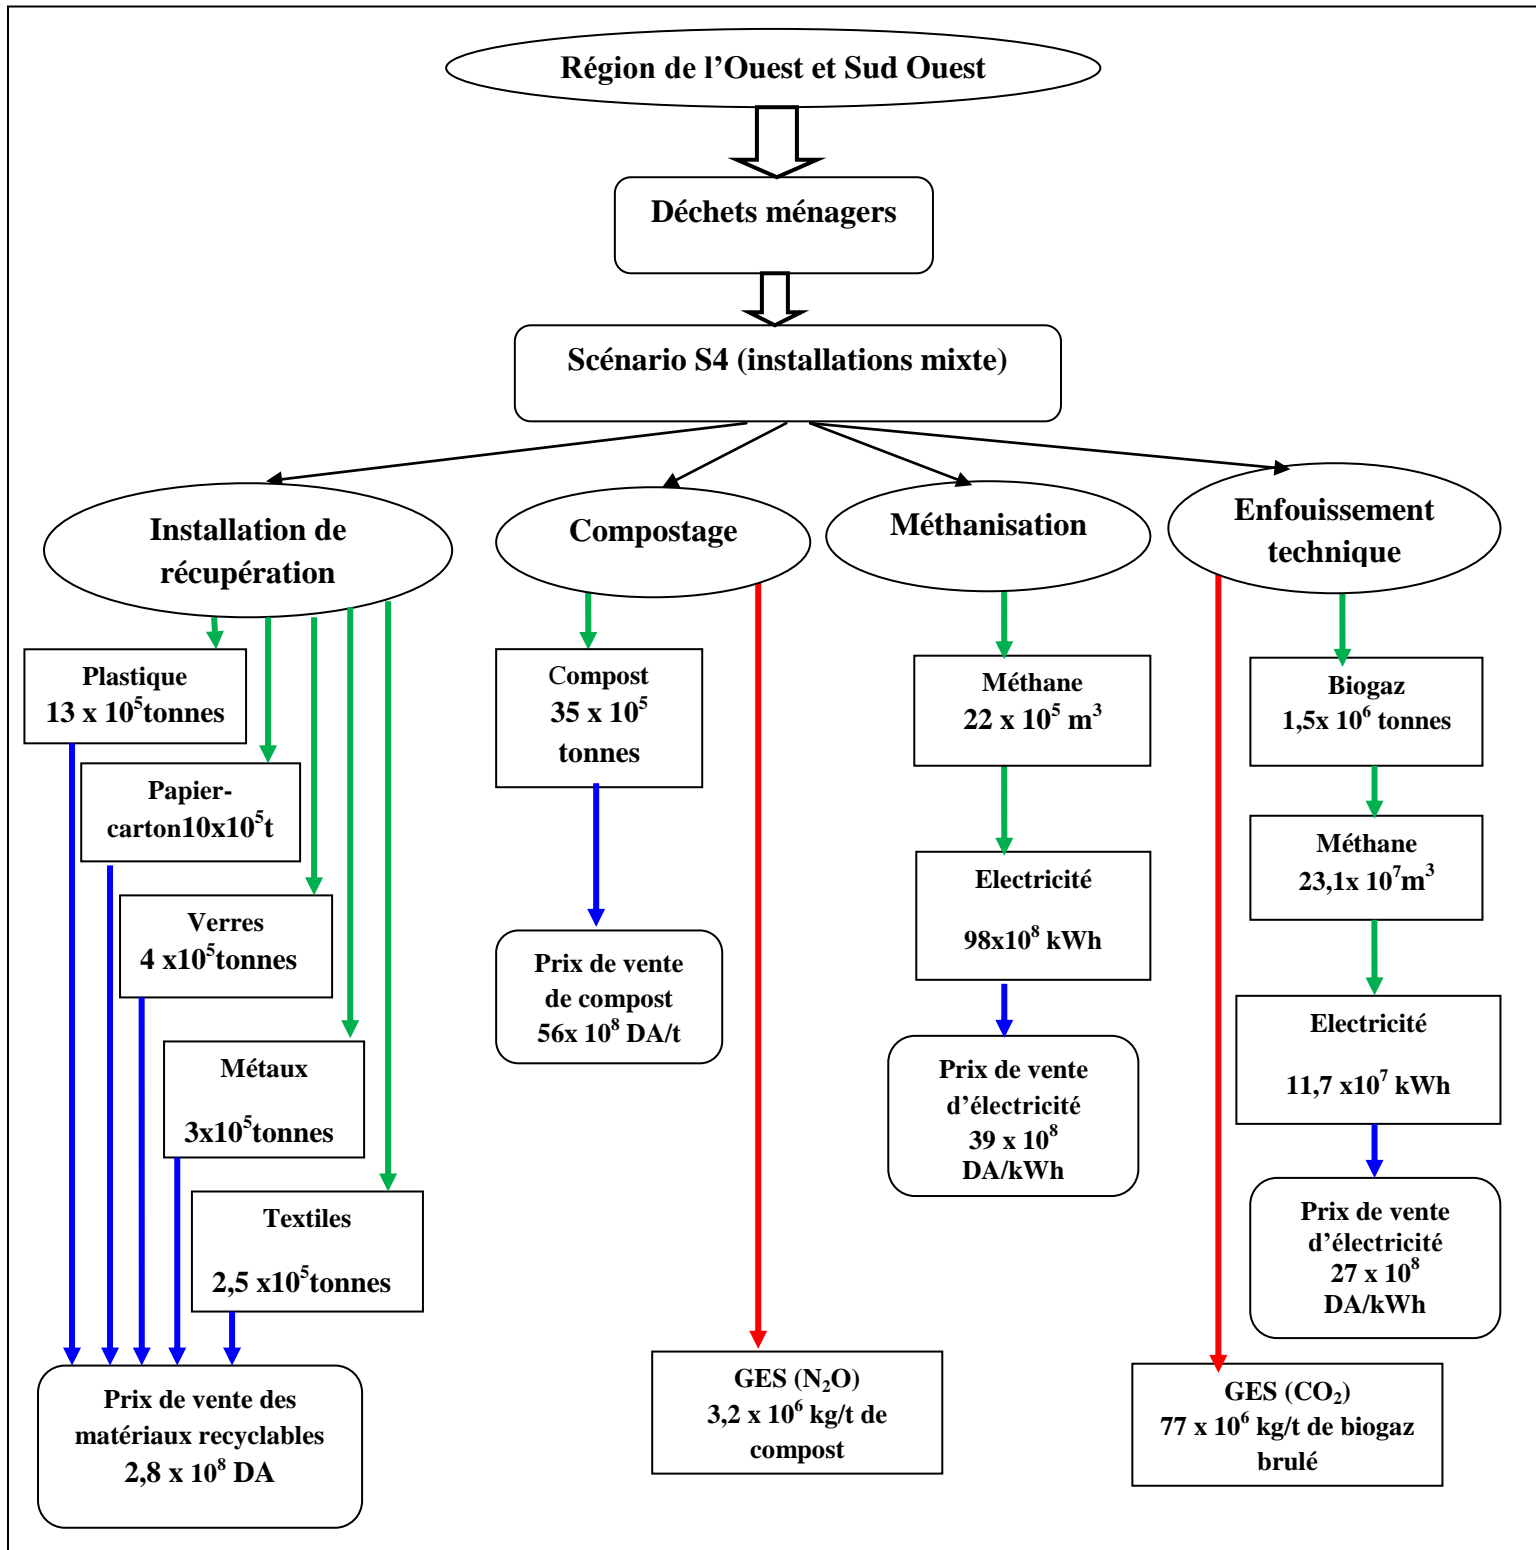 Région de l’Ouest et Sud Ouest
Déchets ménagers
Scénario S4 (installations mixte)
Installation de
récupération
Compostage
Méthanisation
Enfouissement
technique
Plastique
13 x 10⁵tonnes
Papier-
carton10x10⁵t
Verres
4 x10⁵tonnes
Métaux
3x10⁵tonnes
Textiles
2,5 x10⁵tonnes
Prix de vente des
matériaux recyclables
2,8 x 10⁸ DA
Compost
35 x 10⁵
tonnes
Prix de vente
de compost
56x 10⁸ DA/t
GES (N₂O)
3,2 x 10⁶ kg/t de
compost
Méthane
22 x 10⁵ m³
Electricité
98x10⁸ kWh
Prix de vente
d’électricité
39 x 10⁸
DA/kWh
Biogaz
1,5x 10⁶ tonnes
Méthane
23,1x 10⁷m³
Electricité
11,7 x10⁷ kWh
Prix de vente
d’électricité
27 x 10⁸
DA/kWh
GES (CO₂)
77 x 10⁶ kg/t de biogaz
brulé